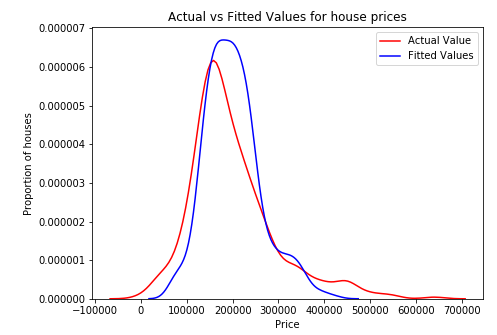 Actual vs Fitted Values for house prices
Actual Value
Fitted Values
Proportion of houses
0.000007
0.000006
0.000005
0.000004
0.000003
0.000002
0.000001
0.000000
−100000 0 100000 200000 300000 400000 500000 600000 700000
Price